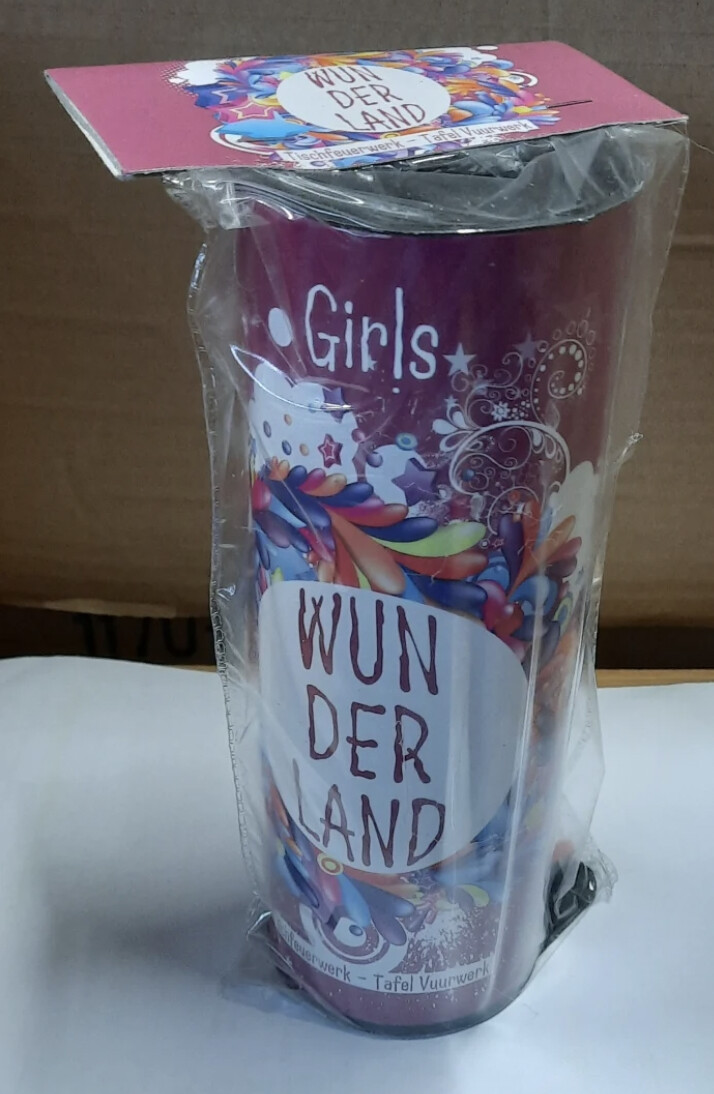 WUN
DER
LAND
Tischfeuerwerk - Tafel Vuurwerk
Girls
WUN
DER
LAND
- Tafel Vuurwerk